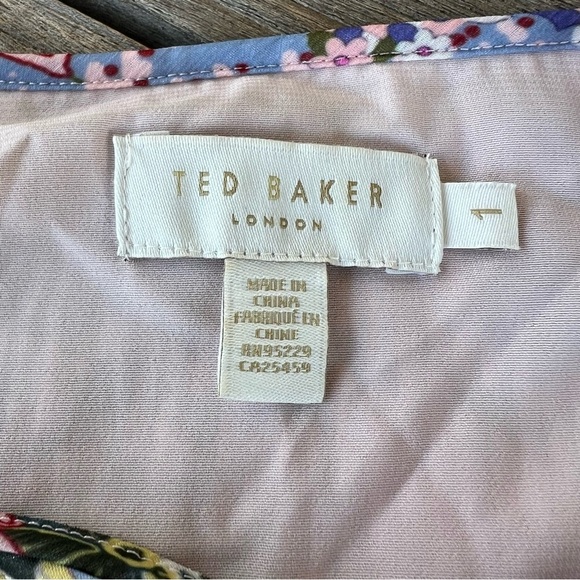 TED BAKER
LONDON
1
MADE IN
CHINA
FABRIQUÉ EN
CHINE
RN95229
CA25459